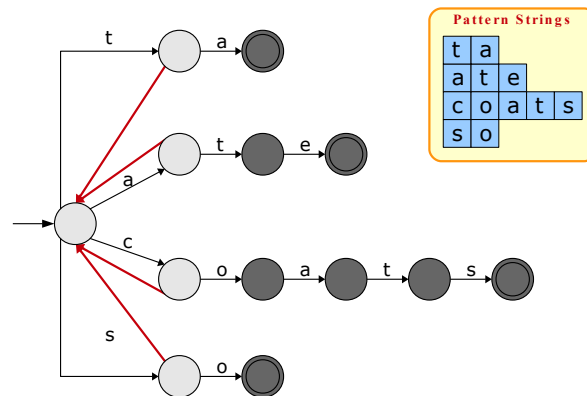 Pattern Strings
t a
a t e
c o a t s
s o
t a
t e
a
c
o a t s
s
o